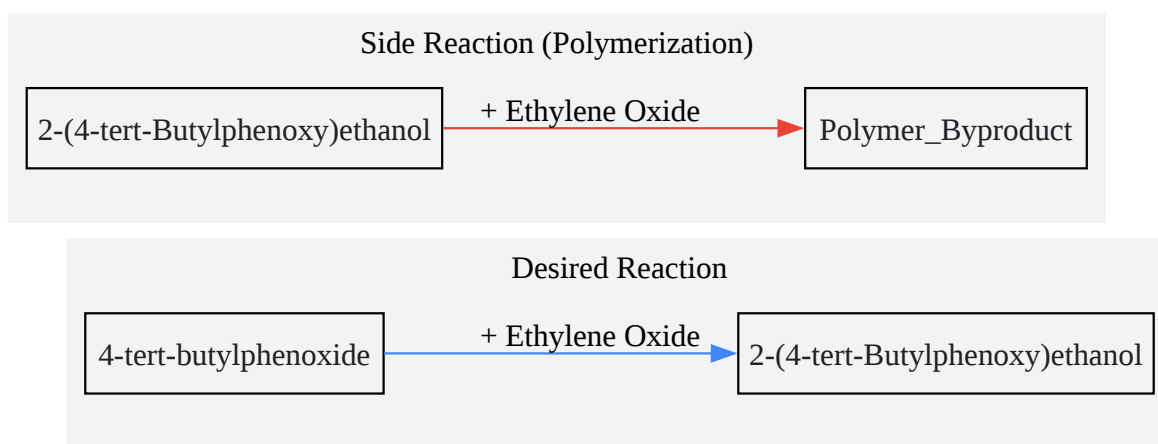 Side Reaction (Polymerization)
2-(4-tert-Butylphenoxy)ethanol
+ Ethylene Oxide
Polymer_Byproduct
Desired Reaction
4-tert-butylphenoxide
+ Ethylene Oxide
2-(4-tert-Butylphenoxy)ethanol